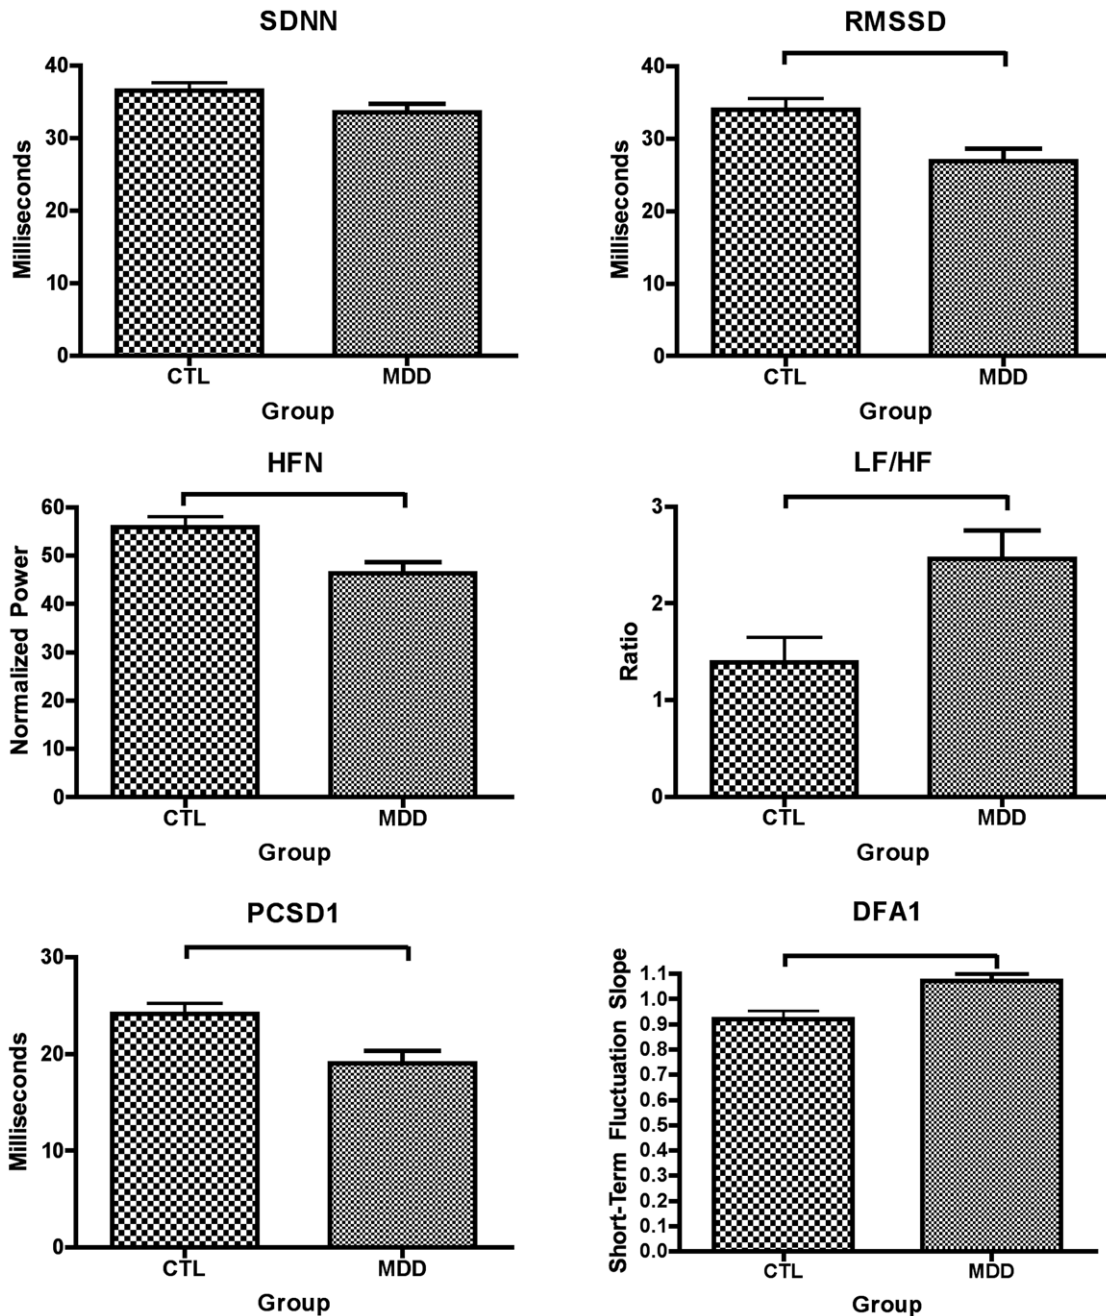 SDNN
Milliseconds
40
30
20
10
0
CTL MDD
Group
RMSSD
Milliseconds
40
30
20
10
0
CTL MDD
Group
HFN
Normalized Power
60
50
40
30
20
10
0
CTL MDD
Group
LF/HF
Ratio
3
2
1
0
CTL MDD
Group
PCSD1
Milliseconds
30
20
10
0
CTL MDD
Group
DFA1
Short-Term Fluctuation Slope
1.1
1.0
0.9
0.8
0.7
0.6
0.5
0.4
0.3
0.2
0.1
0.0
CTL MDD
Group